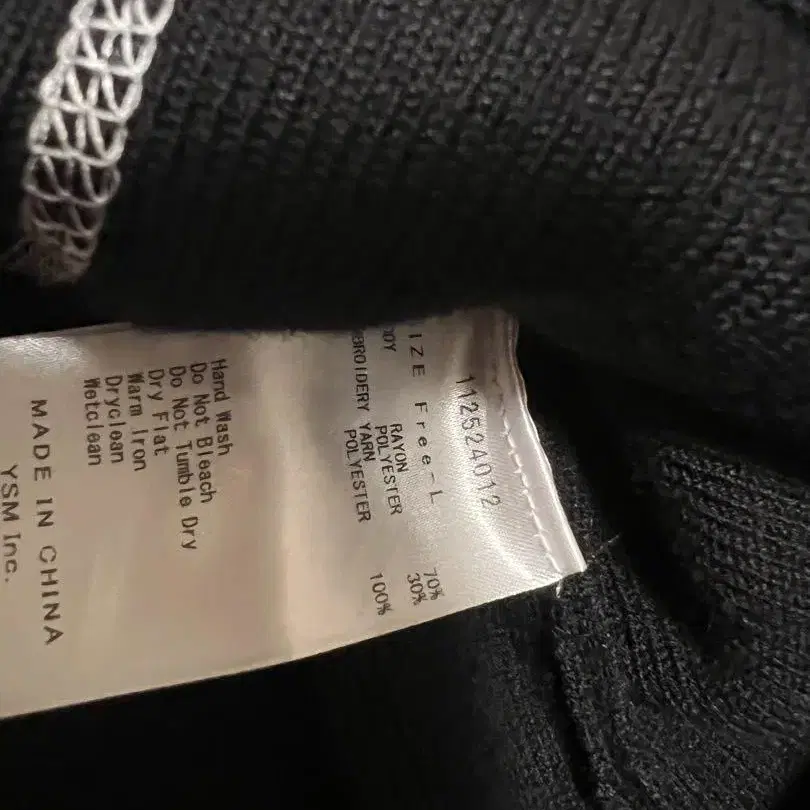 112524012
IZE Free-L
ODY RAYON 70%
POLYESTER 30%
BROIDERY YARN
POLYESTER 100%
Hand Wash
Do Not Bleach
Do Not Tumble Dry
Dry Flat
Warm Iron
Dryclean
Wetclean
MADE IN CHINA
YSM Inc.